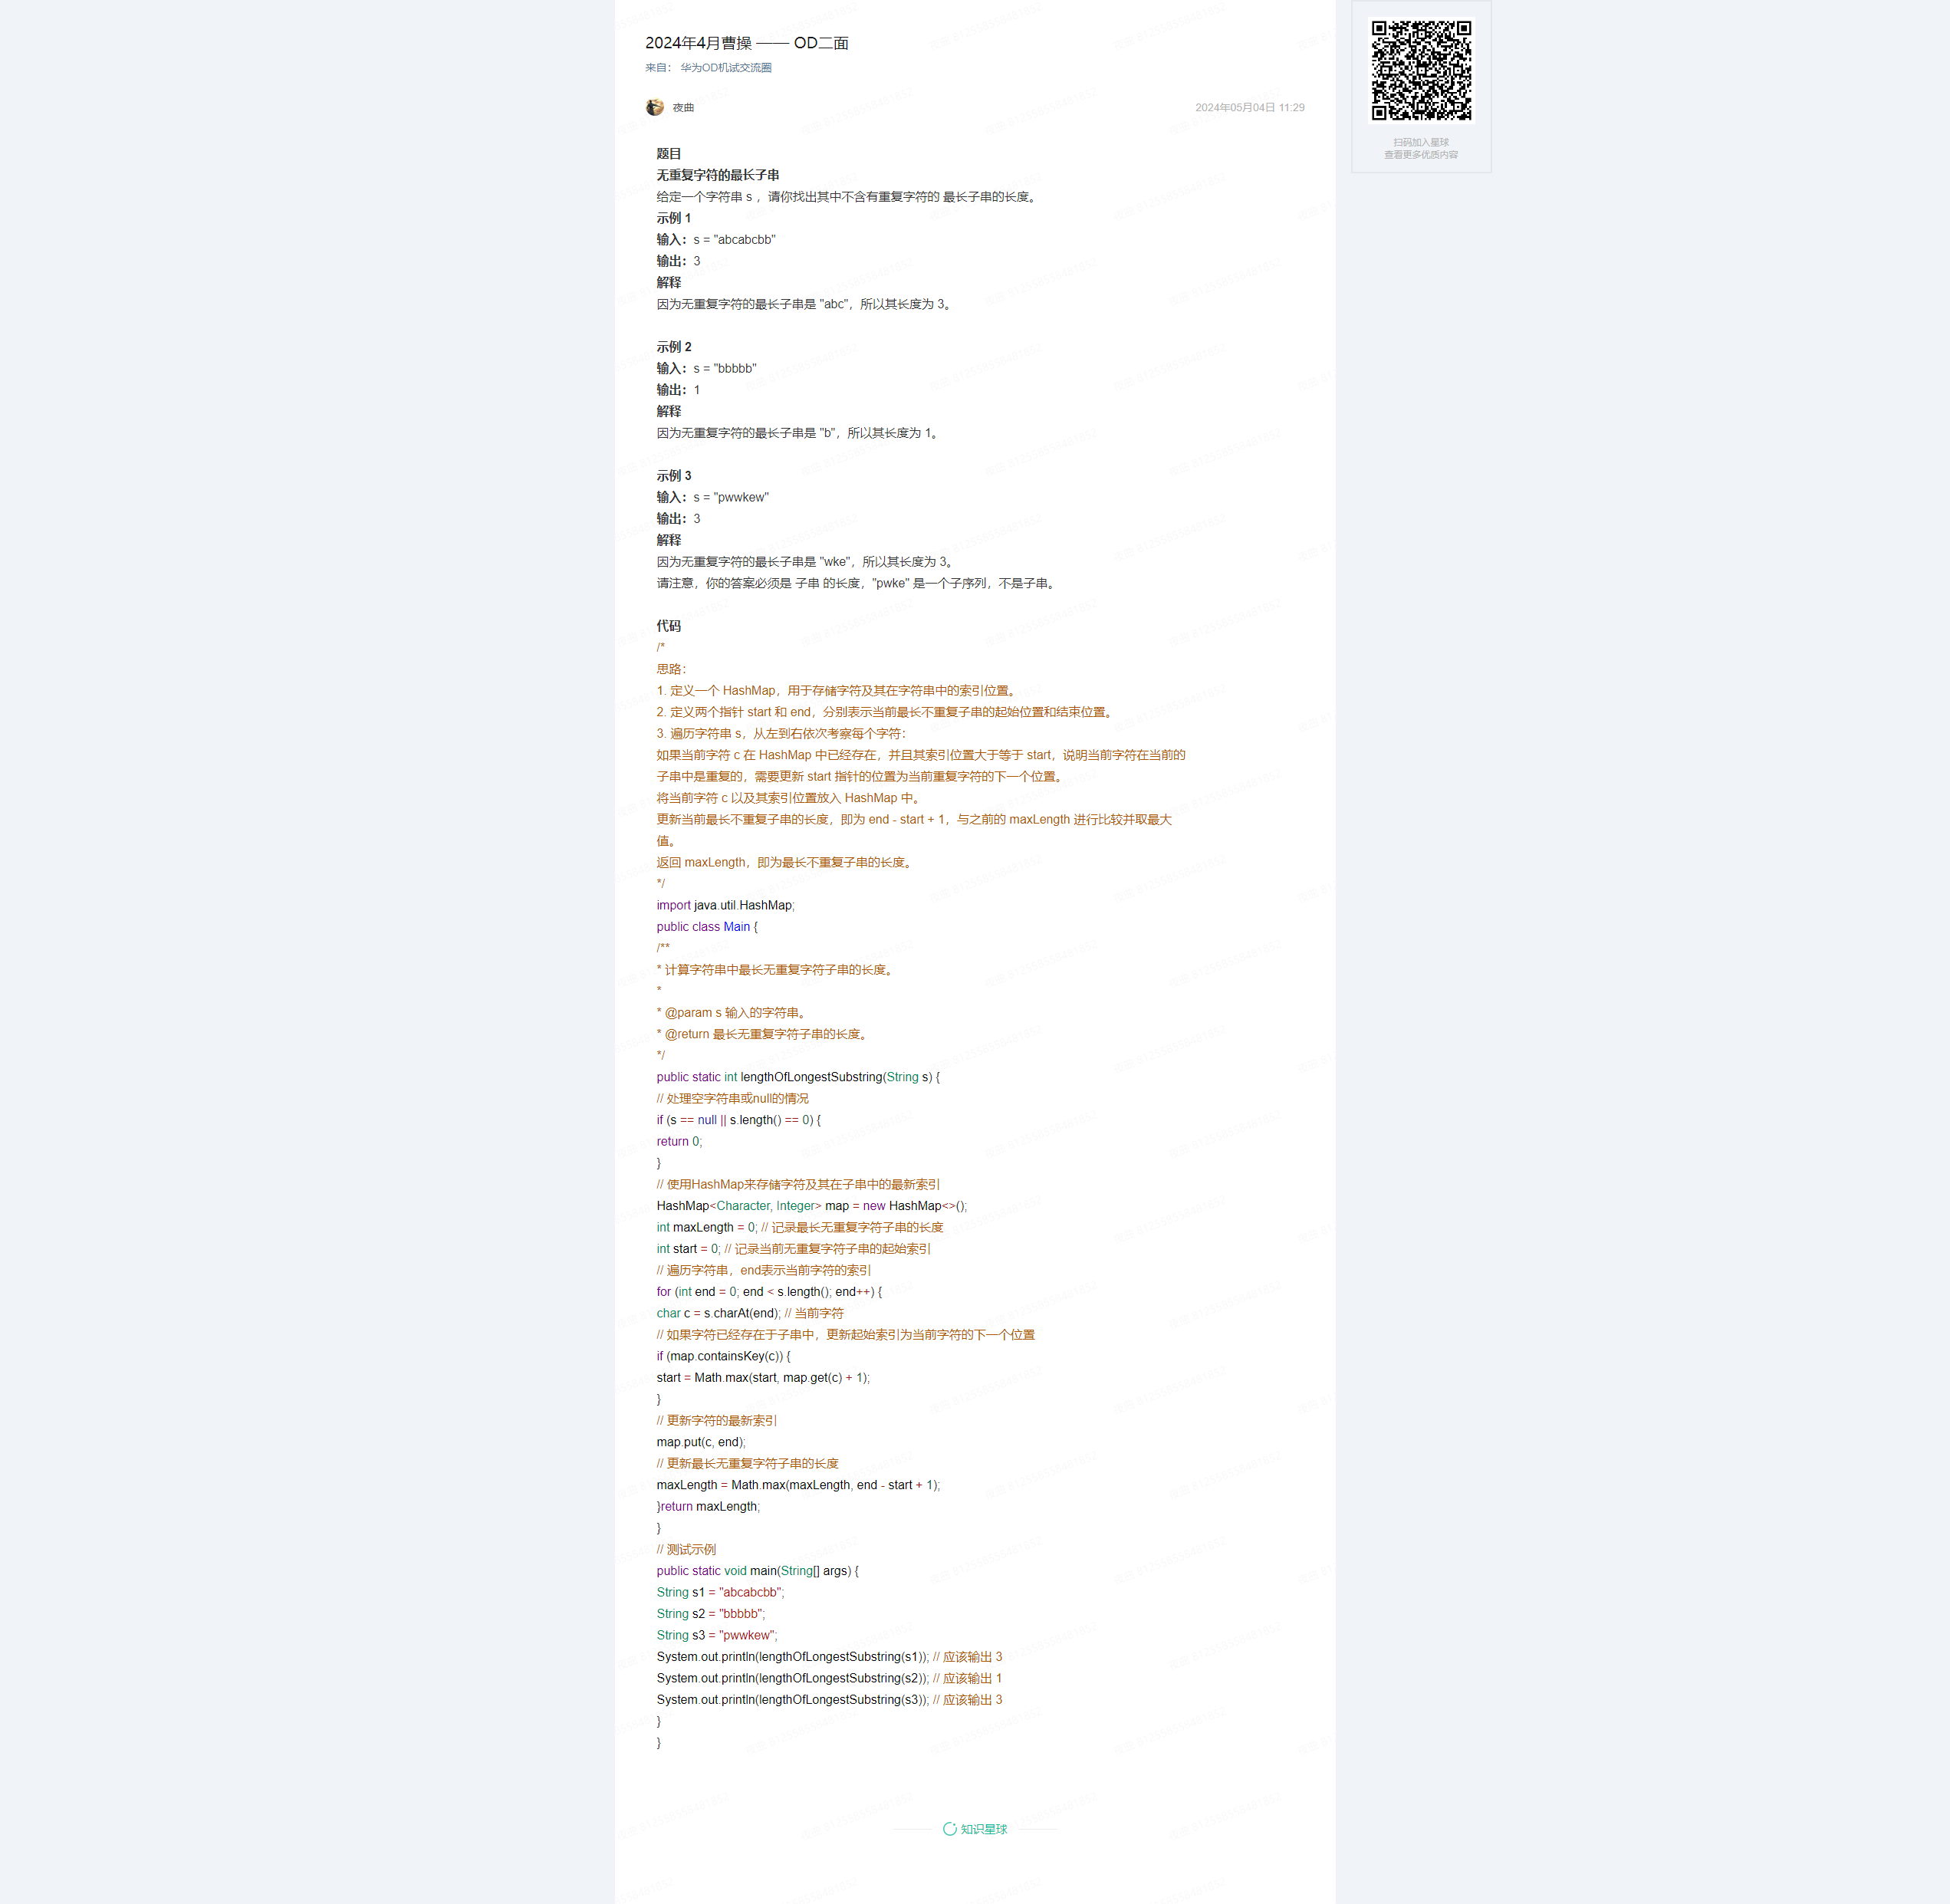 2024年4月曹操 —— OD二面
来自： 华为OD机试交流圈
夜曲
2024年05月04日 11:29
扫码加入星球
查看更多优质内容
题目
无重复字符的最长子串
给定一个字符串 s ，请你找出其中不含有重复字符的 最长子串的长度。
示例 1
输入：s = "abcabcbb"
输出：3
解释
因为无重复字符的最长子串是 "abc"，所以其长度为 3。
示例 2
输入：s = "bbbbb"
输出：1
解释
因为无重复字符的最长子串是 "b"，所以其长度为 1。
示例 3
输入：s = "pwwkew"
输出：3
解释
因为无重复字符的最长子串是 "wke"，所以其长度为 3。
请注意，你的答案必须是 子串 的长度，"pwke" 是一个子序列，不是子串。
代码
/*
思路：
1. 定义一个 HashMap，用于存储字符及其在字符串中的索引位置。
2. 定义两个指针 start 和 end，分别表示当前最长不重复子串的起始位置和结束位置。
3. 遍历字符串 s，从左到右依次考察每个字符：
如果当前字符 c 在 HashMap 中已经存在，并且其索引位置大于等于 start，说明当前字符在当前的
子串中是重复的，需要更新 start 指针的位置为当前重复字符的下一个位置。
将当前字符 c 以及其索引位置放入 HashMap 中。
更新当前最长不重复子串的长度，即为 end - start + 1，与之前的 maxLength 进行比较并取最大
值。
返回 maxLength，即为最长不重复子串的长度。
*/
import java.util.HashMap;
public class Main {
/**
* 计算字符串中最长无重复字符子串的长度。
*
* @param s 输入的字符串。
* @return 最长无重复字符子串的长度。
*/
public static int lengthOfLongestSubstring(String s) {
// 处理空字符串或null的情况
if (s == null || s.length() == 0) {
return 0;
}
// 使用HashMap来存储字符及其在子串中的最新索引
HashMap<Character, Integer> map = new HashMap<>();
int maxLength = 0; // 记录最长无重复字符子串的长度
int start = 0; // 记录当前无重复字符子串的起始索引
// 遍历字符串，end表示当前字符的索引
for (int end = 0; end < s.length(); end++) {
char c = s.charAt(end); // 当前字符
// 如果字符已经存在于子串中，更新起始索引为当前字符的下一个位置
if (map.containsKey(c)) {
start = Math.max(start, map.get(c) + 1);
}
// 更新字符的最新索引
map.put(c, end);
// 更新最长无重复字符子串的长度
maxLength = Math.max(maxLength, end - start + 1);
}return maxLength;
}
// 测试示例
public static void main(String[] args) {
String s1 = "abcabcbb";
String s2 = "bbbbb";
String s3 = "pwwkew";
System.out.println(lengthOfLongestSubstring(s1)); // 应该输出 3
System.out.println(lengthOfLongestSubstring(s2)); // 应该输出 1
System.out.println(lengthOfLongestSubstring(s3)); // 应该输出 3
}
}
知识星球